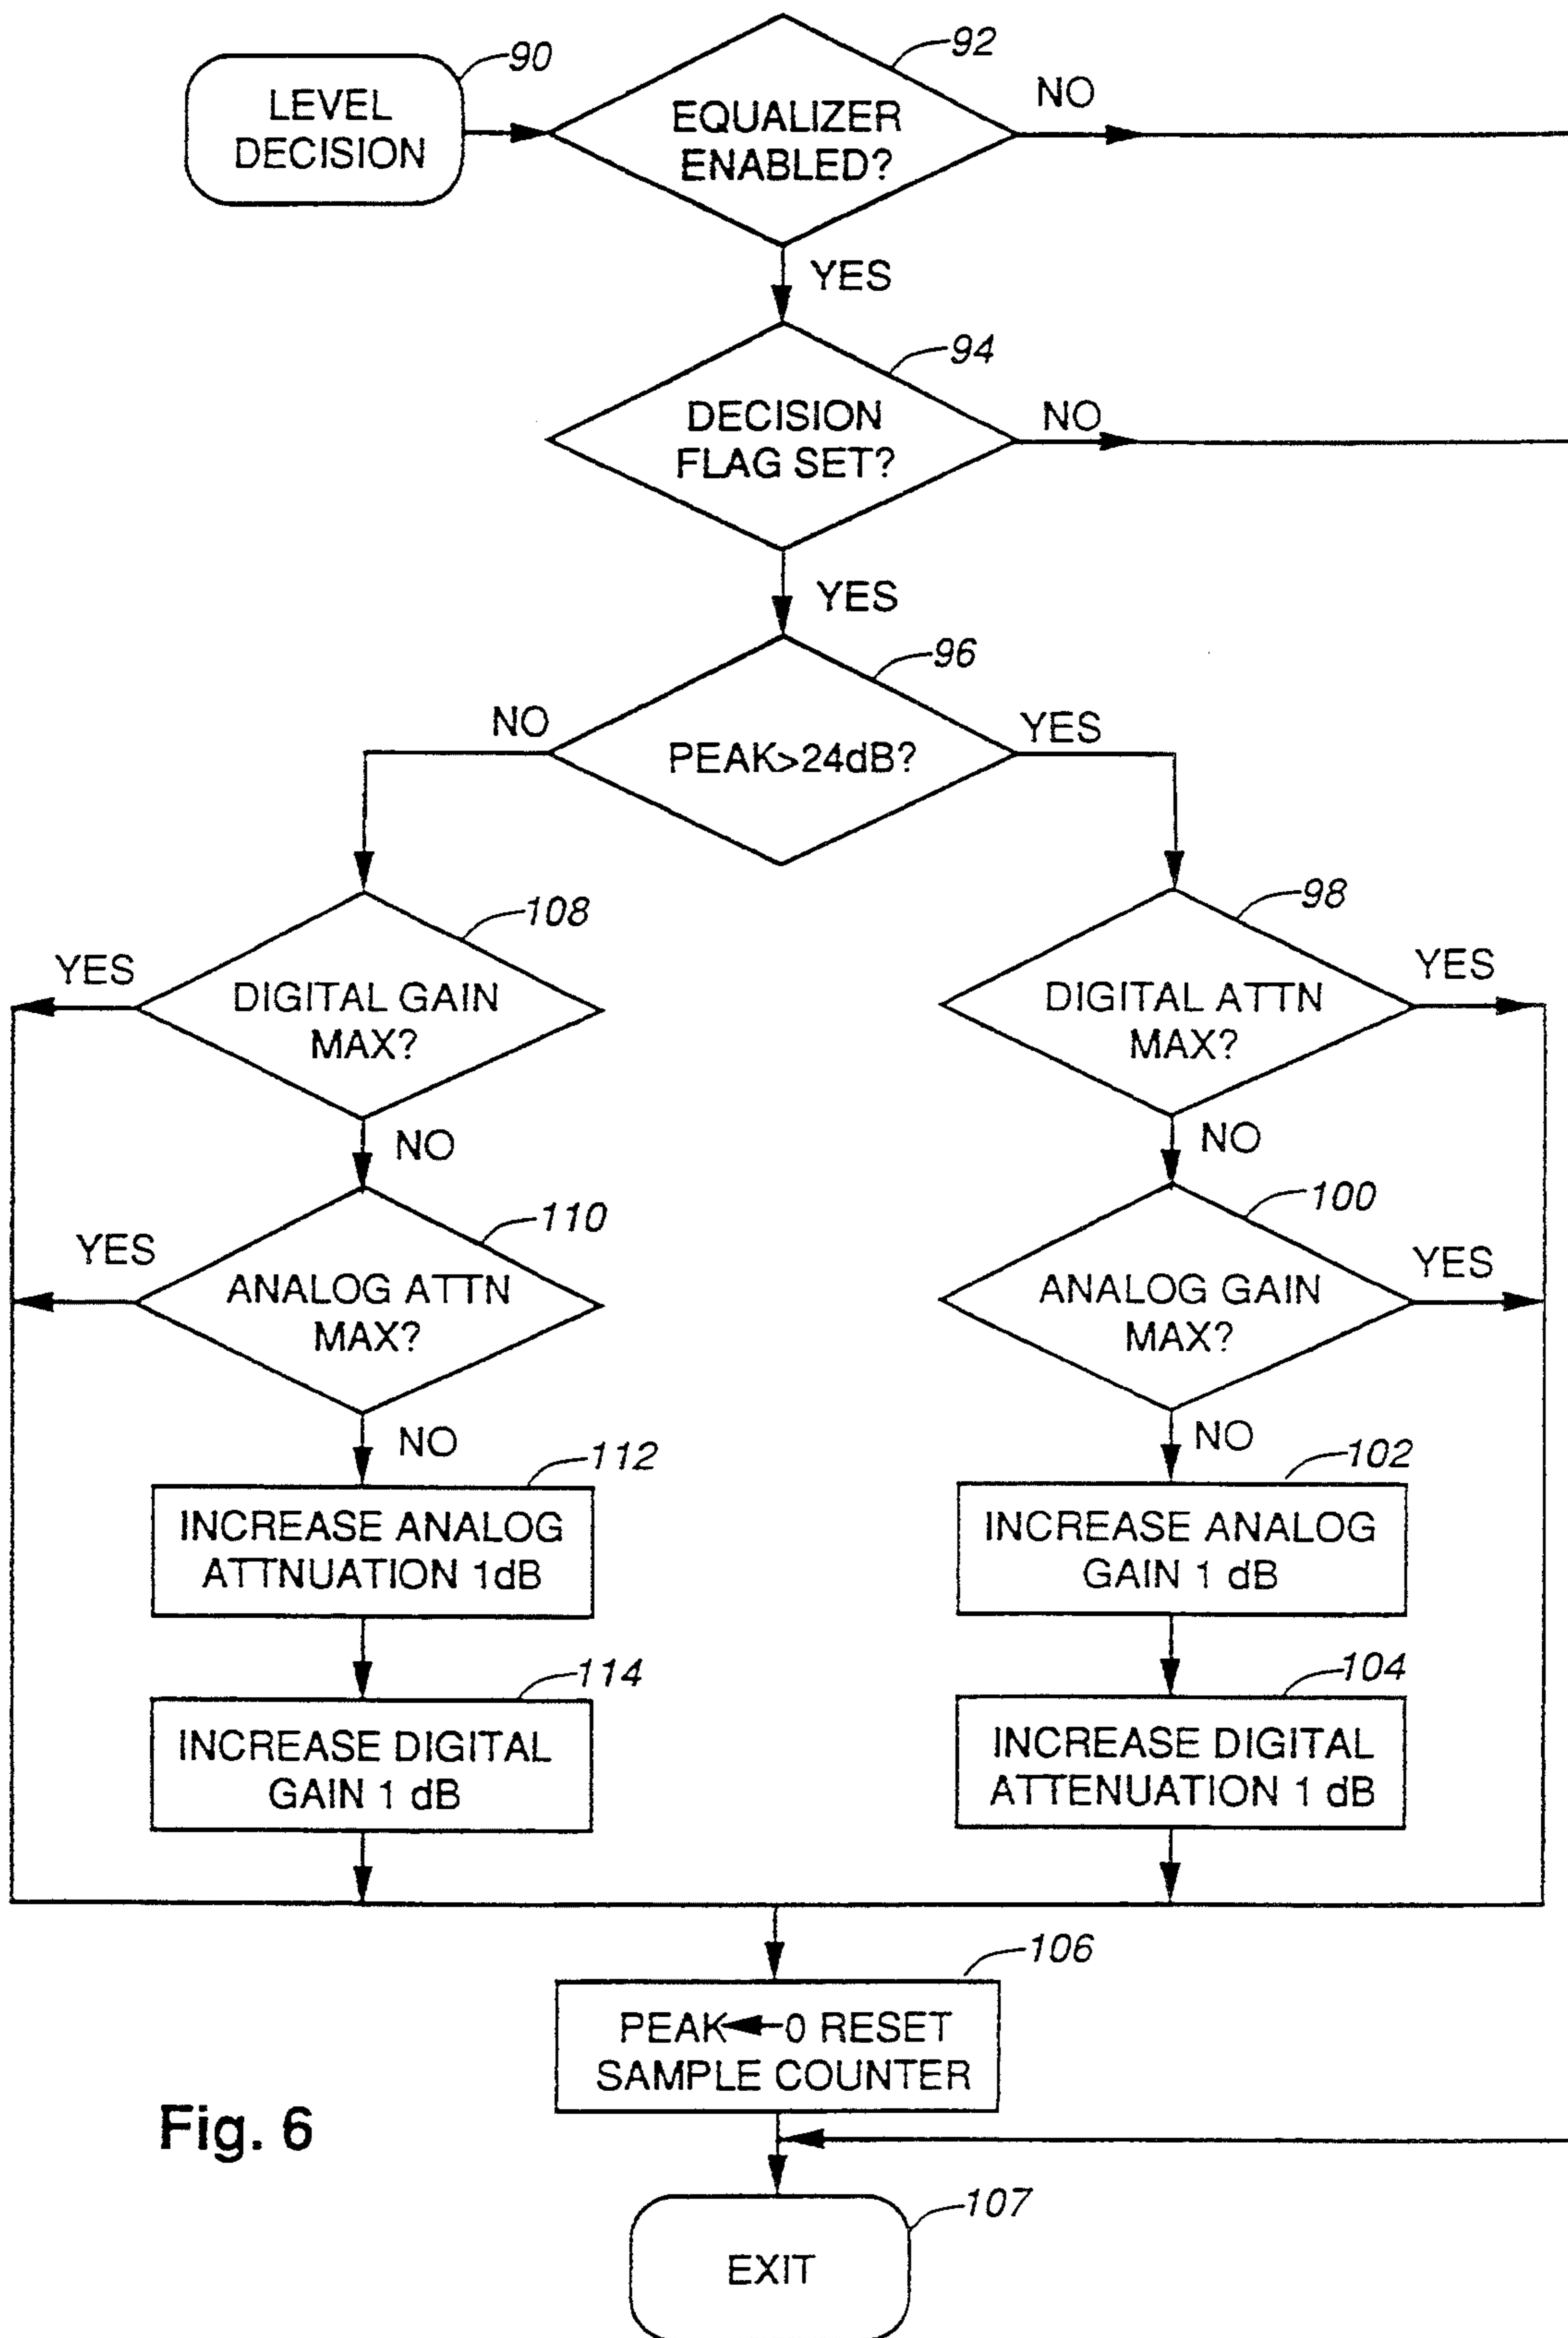 90
LEVEL
DECISION
92
EQUALIZER
ENABLED?
NO
YES
94
DECISION
FLAG SET?
NO
YES
96
PEAK>24dB?
NO
YES
108
DIGITAL GAIN
MAX?
YES
NO
98
DIGITAL ATTN
MAX?
YES
NO
110
ANALOG ATTN
MAX?
YES
NO
100
ANALOG GAIN
MAX?
YES
NO
112
INCREASE ANALOG
ATTNUATION 1dB
102
INCREASE ANALOG
GAIN 1 dB
114
INCREASE DIGITAL
GAIN 1 dB
104
INCREASE DIGITAL
ATTENUATION 1 dB
106
PEAK←0 RESET
SAMPLE COUNTER
Fig. 6
107
EXIT